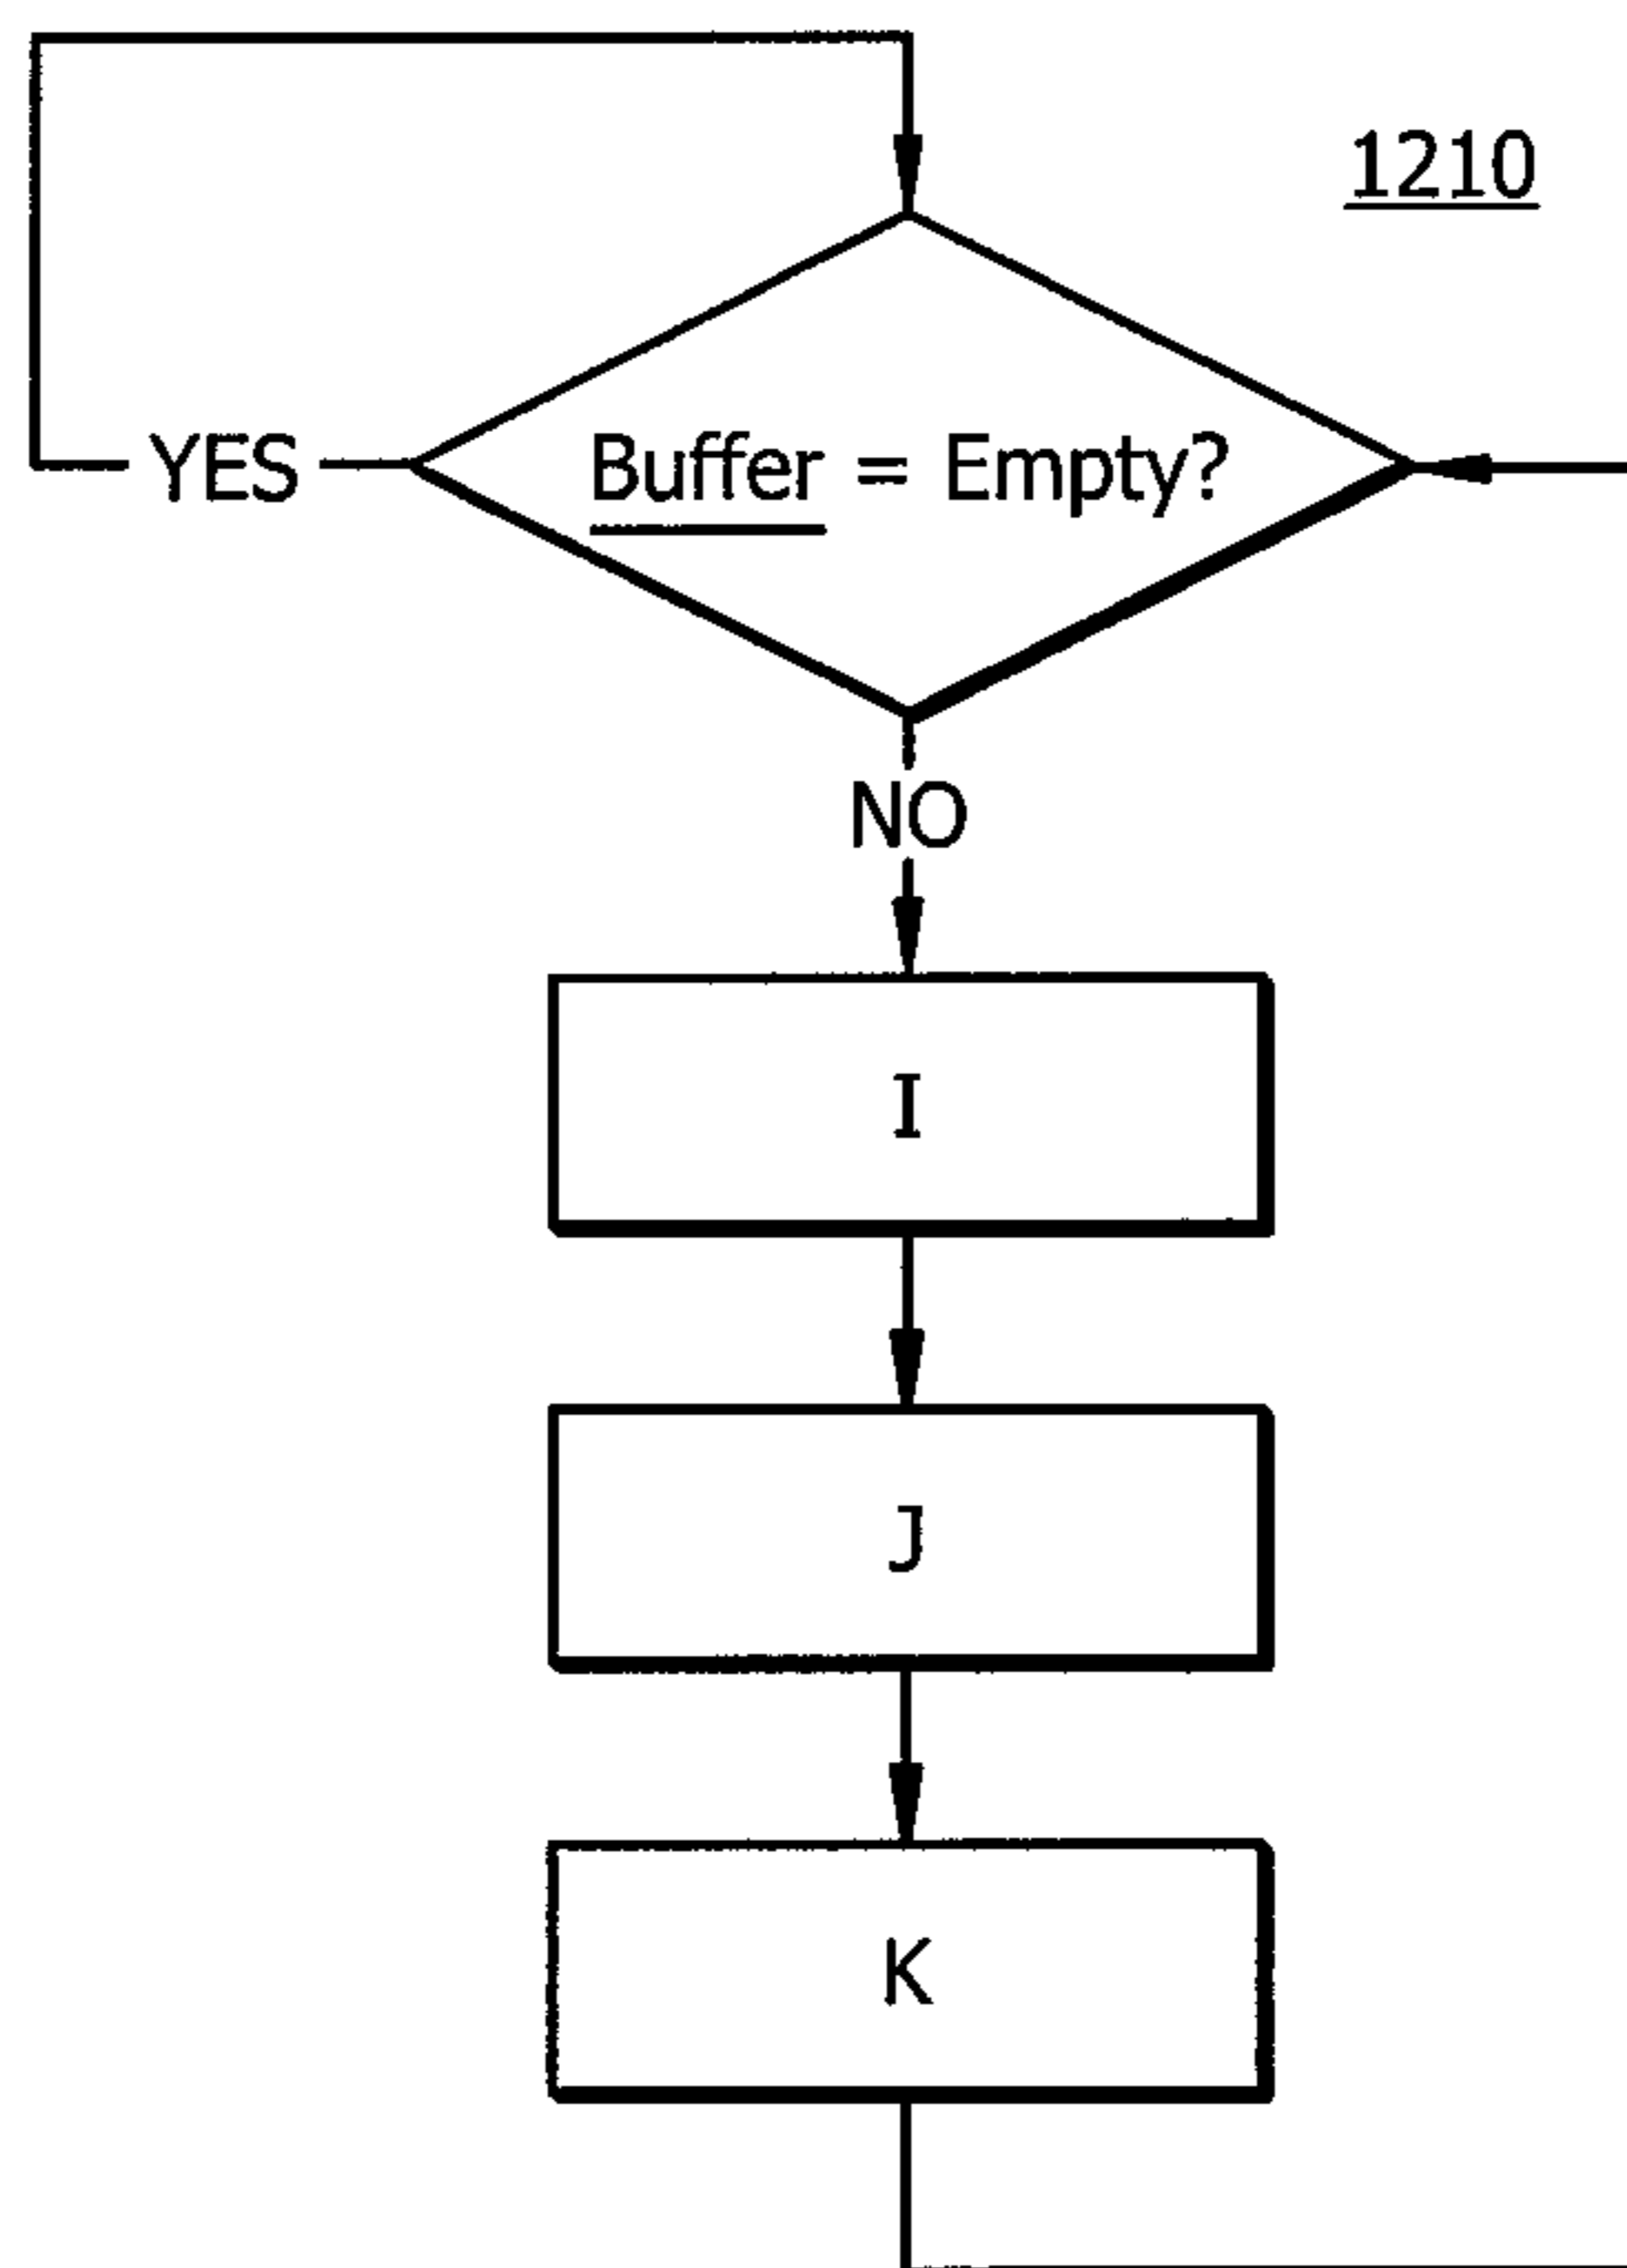 1210
Buffer = Empty?
YES
NO
I
J
K